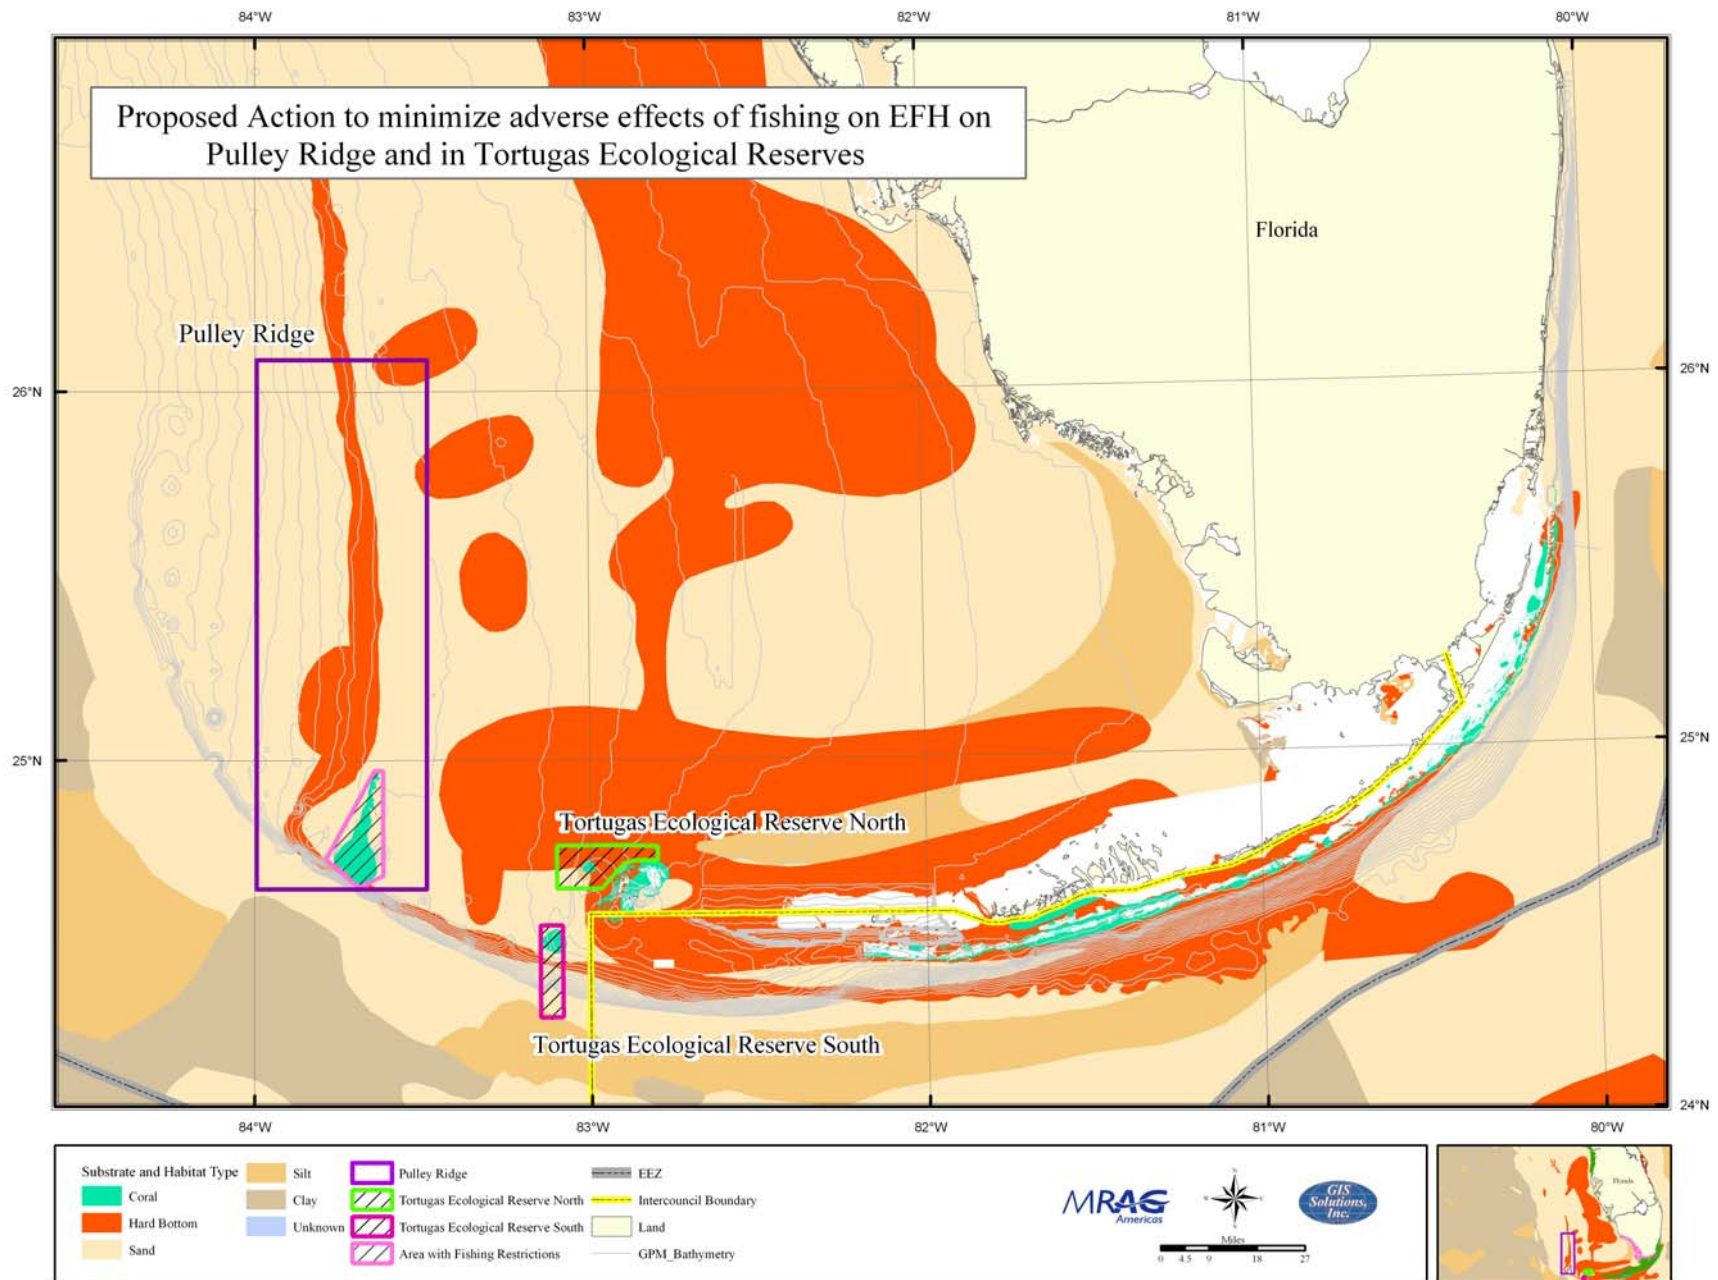 84°W 83°W 82°W 81°W 80°W
Proposed Action to minimize adverse effects of fishing on EFH on
Pulley Ridge and in Tortugas Ecological Reserves
Florida
Pulley Ridge
26°N 26°N
25°N 25°N
Tortugas Ecological Reserve North
Tortugas Ecological Reserve South
24°N
84°W 83°W 82°W 81°W 80°W
Substrate and Habitat Type
Coral
Hard Bottom
Sand
Silt
Clay
Unknown
Pulley Ridge
Tortugas Ecological Reserve North
Tortugas Ecological Reserve South
Area with Fishing Restrictions
EEZ
Intercouncil Boundary
Land
GPM_Bathymetry
MRAG
Americas
N
W E
S
Miles
0 4.5 9 18 27
GIS
Solutions,
Inc.
Florida